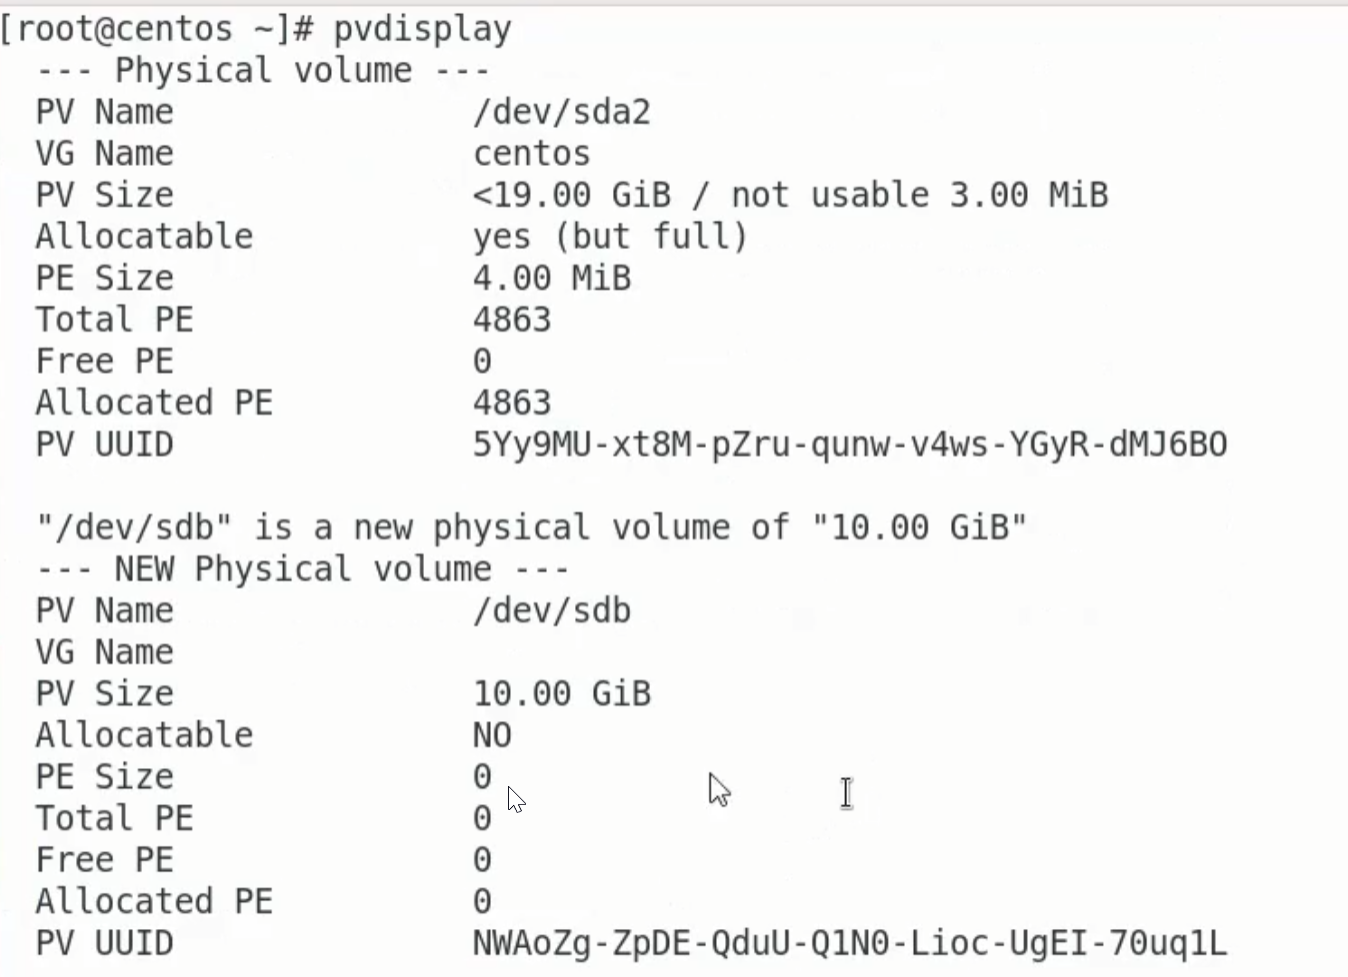 [root@centos ~]# pvdisplay
--- Physical volume ---
PV Name /dev/sda2
VG Name centos
PV Size <19.00 GiB / not usable 3.00 MiB
Allocatable yes (but full)
PE Size 4.00 MiB
Total PE 4863
Free PE 0
Allocated PE 4863
PV UUID 5Yy9MU-xt8M-pZru-qunw-v4ws-YGyR-dMJ6BO
"/dev/sdb" is a new physical volume of "10.00 GiB"
--- NEW Physical volume ---
PV Name /dev/sdb
VG Name
PV Size 10.00 GiB
Allocatable NO
PE Size 0
Total PE 0
Free PE 0
Allocated PE 0
PV UUID NWAoZg-ZpDE-QduU-Q1N0-Lioc-UgEI-70uq1L